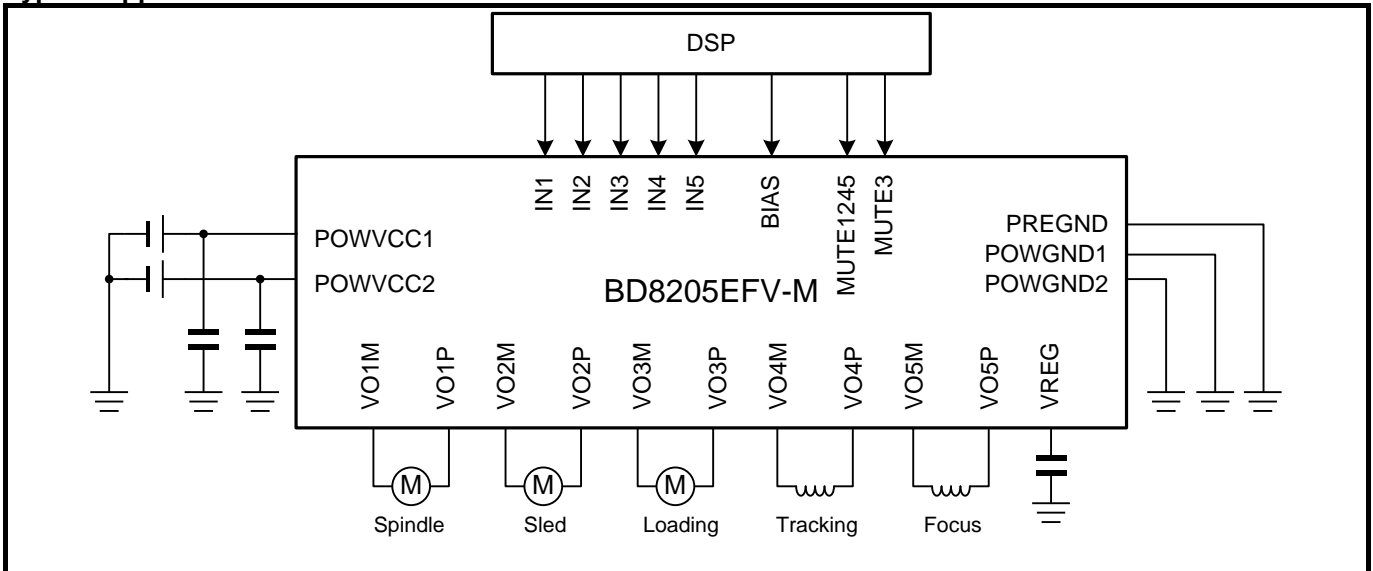 DSP
IN1
IN2
IN3
IN4
IN5
BIAS
MUTE1245
MUTE3
POWVCC1
POWVCC2
BD8205EFV-M
PREGND
POWGND1
POWGND2
VO1M
VO1P
VO2M
VO2P
VO3M
VO3P
VO4M
VO4P
VO5M
VO5P
VREG
M
M
M
Spindle
Sled
Loading
Tracking
Focus